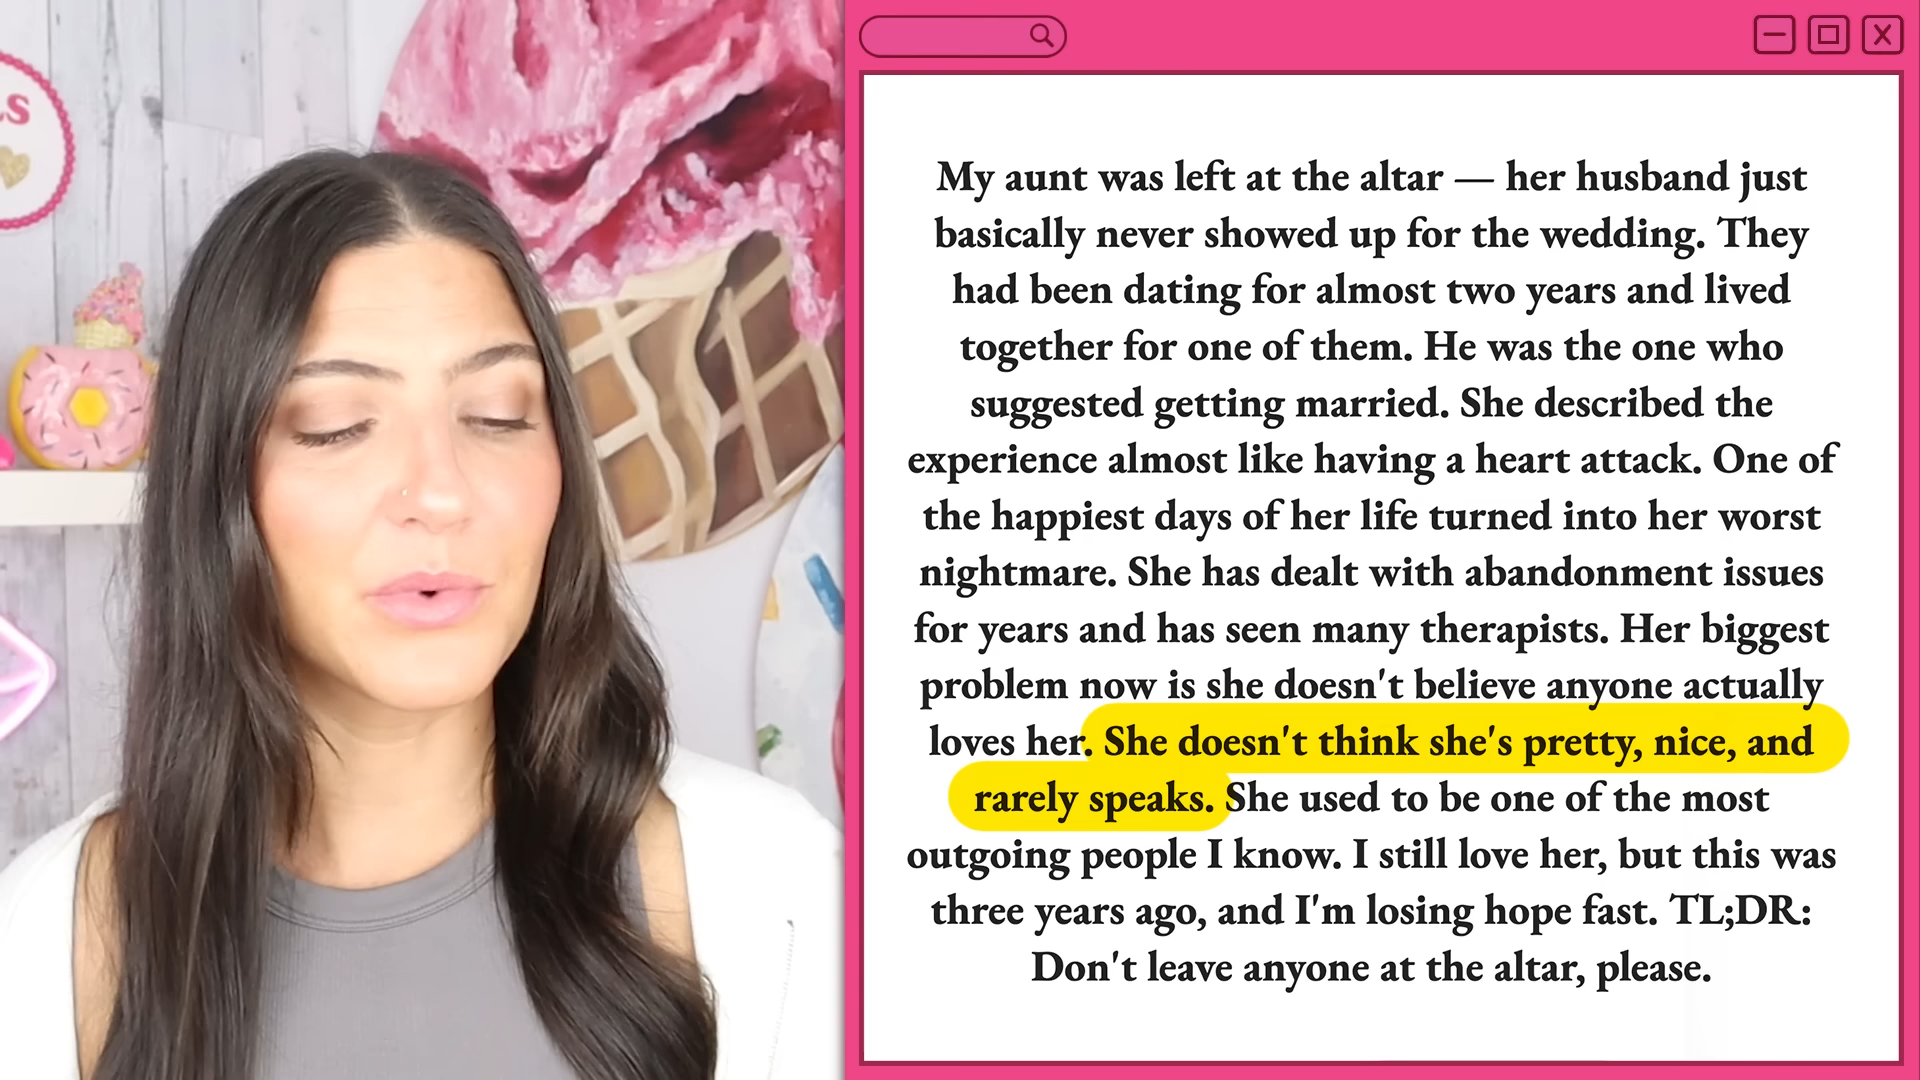 My aunt was left at the altar — her husband just
basically never showed up for the wedding. They
had been dating for almost two years and lived
together for one of them. He was the one who
suggested getting married. She described the
experience almost like having a heart attack. One of
the happiest days of her life turned into her worst
nightmare. She has dealt with abandonment issues
for years and has seen many therapists. Her biggest
problem now is she doesn't believe anyone actually
loves her. She doesn't think she's pretty, nice, and
rarely speaks. She used to be one of the most
outgoing people I know. I still love her, but this was
three years ago, and I'm losing hope fast. TL;DR:
Don't leave anyone at the altar, please.